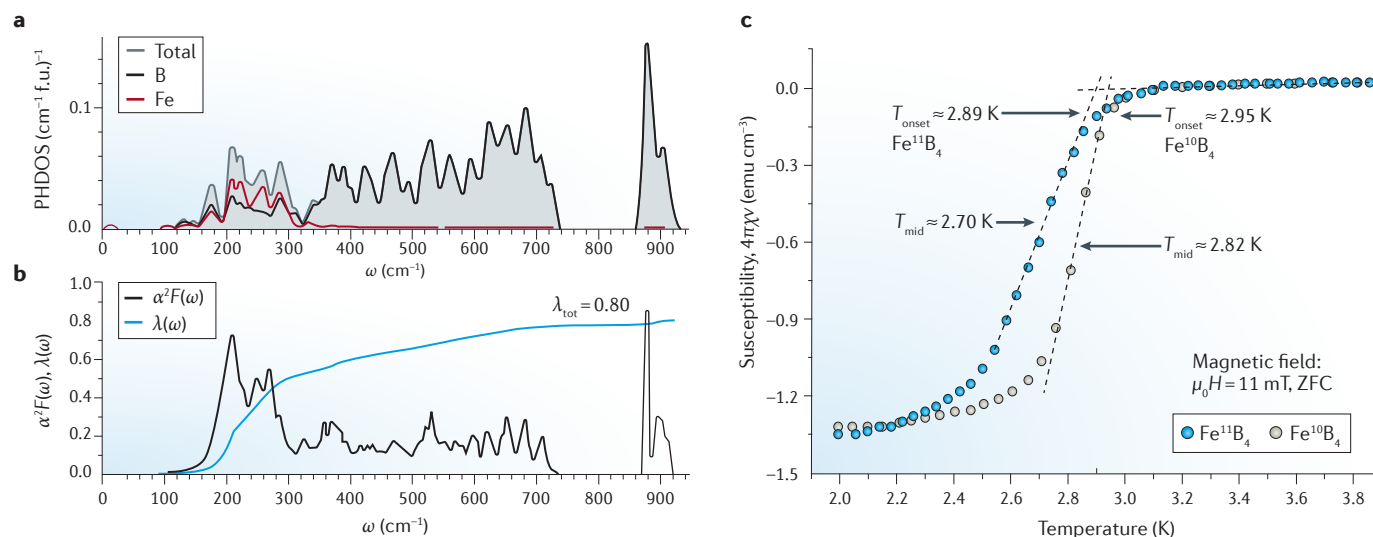 a
Total
B
Fe
PHDOS (cm⁻¹ f.u.)⁻¹
0.1
0.0
100 200 300 400 500 600 700 800 900
ω (cm⁻¹)
b
α²F(ω)
λ(ω)
λtot = 0.80
α²F(ω), λ(ω)
1.0
0.8
0.6
0.4
0.2
0.0
100 200 300 400 500 600 700 800 900
ω (cm⁻¹)
c
Susceptibility, 4πχν (emu cm⁻³)
0.0
−0.3
−0.6
−0.9
−1.2
−1.5
Tonset ≈ 2.89 K
Fe¹¹B₄
Tonset ≈ 2.95 K
Fe¹⁰B₄
Tmid ≈ 2.70 K
Tmid ≈ 2.82 K
Magnetic field:
μ₀H = 11 mT, ZFC
Fe¹¹B₄ Fe¹⁰B₄
2.0 2.2 2.4 2.6 2.8 3.0 3.2 3.4 3.6 3.8
Temperature (K)